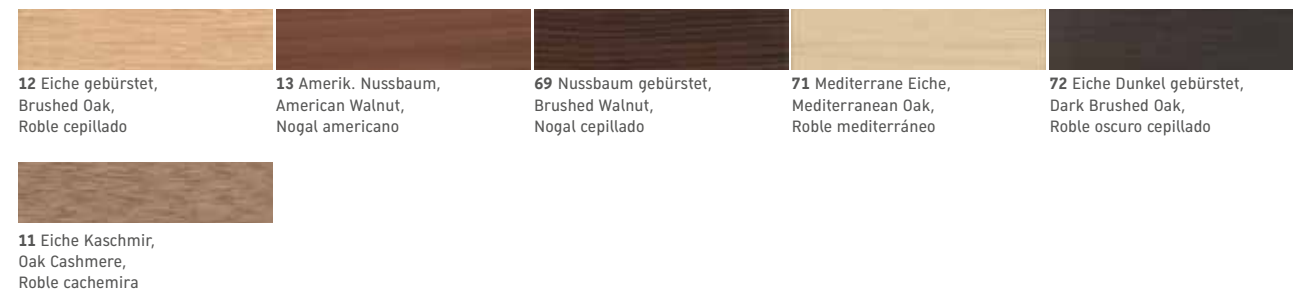 12 Eiche gebürstet,
Brushed Oak,
Roble cepillado
13 Amerik. Nussbaum,
American Walnut,
Nogal americano
69 Nussbaum gebürstet,
Brushed Walnut,
Nogal cepillado
71 Mediterrane Eiche,
Mediterranean Oak,
Roble mediterráneo
72 Eiche Dunkel gebürstet,
Dark Brushed Oak,
Roble oscuro cepillado
11 Eiche Kaschmir,
Oak Cashmere,
Roble cachemira